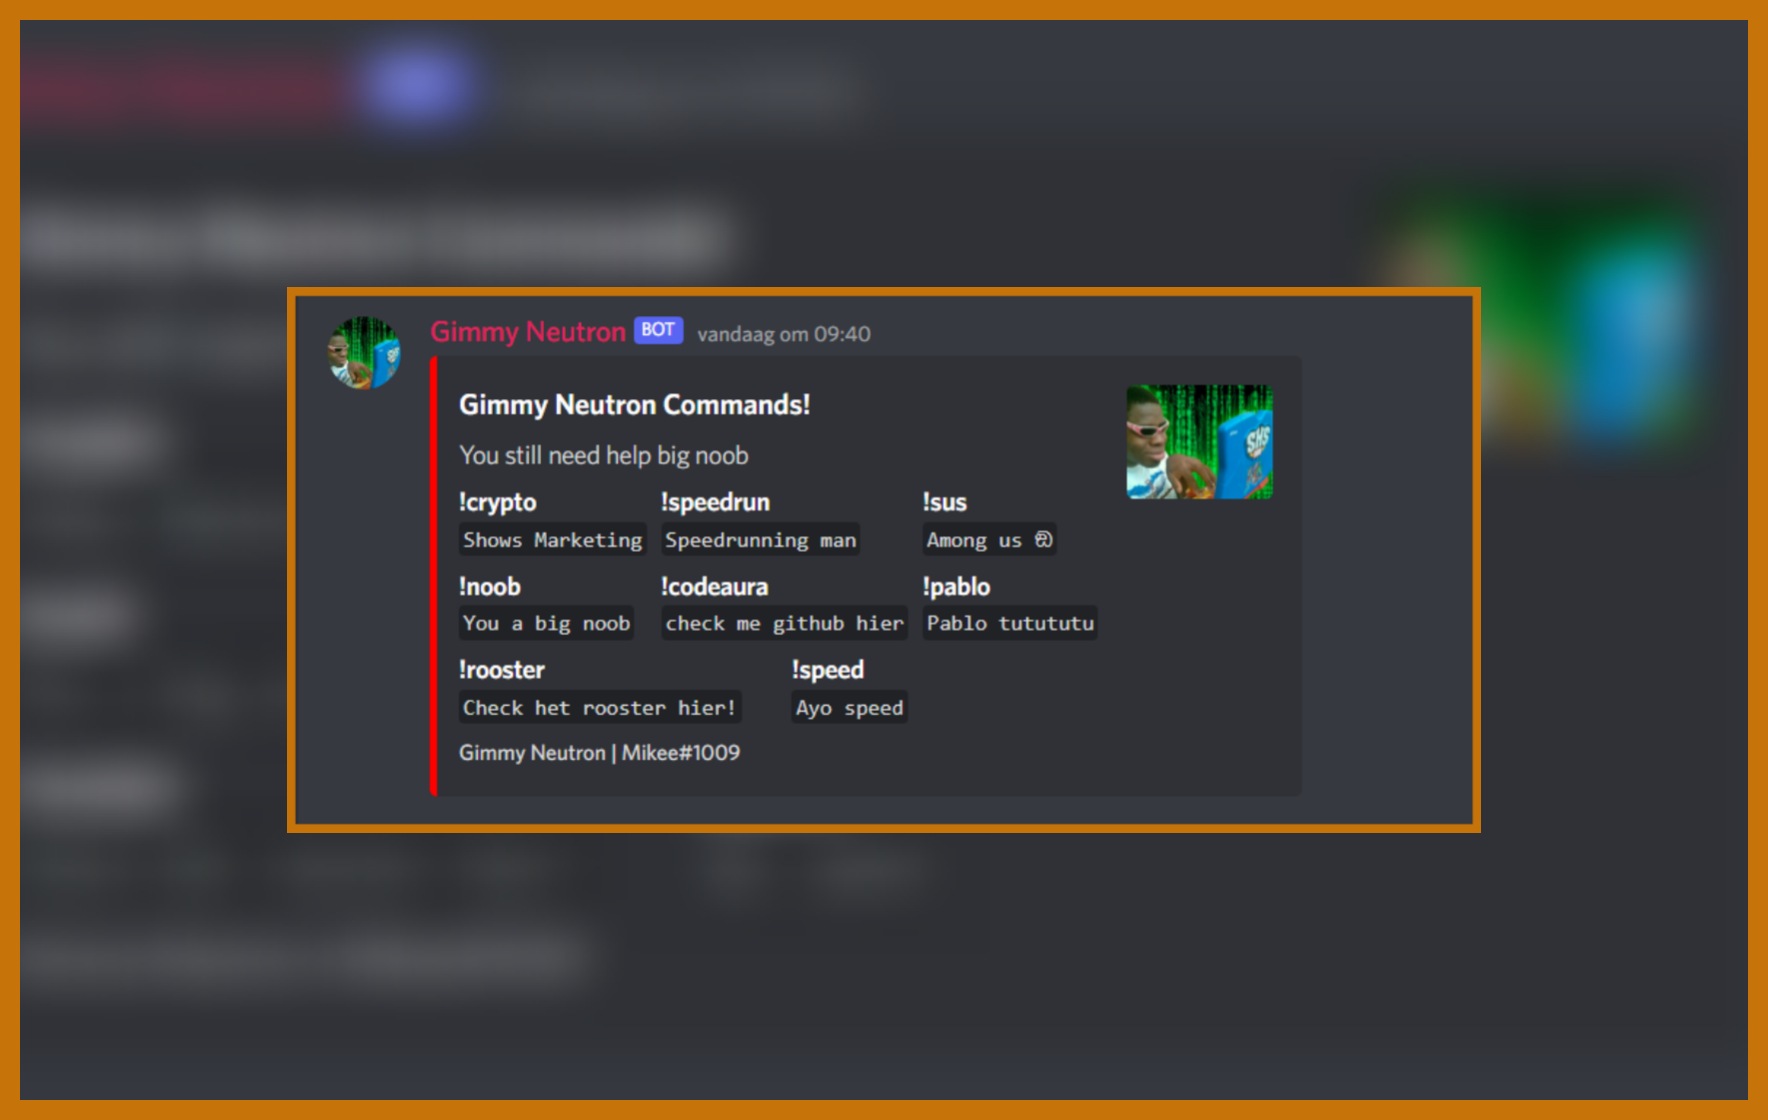 Gimmy Neutron BOT vandaag om 09:40
Gimmy Neutron Commands!
You still need help big noob
!crypto !speedrun !sus
Shows Marketing Speedrunning man Among us ඞ
!noob !codeaura !pablo
You a big noob check me github hier Pablo tutututu
!rooster !speed
Check het rooster hier! Ayo speed
Gimmy Neutron | Mikee#1009
SHS